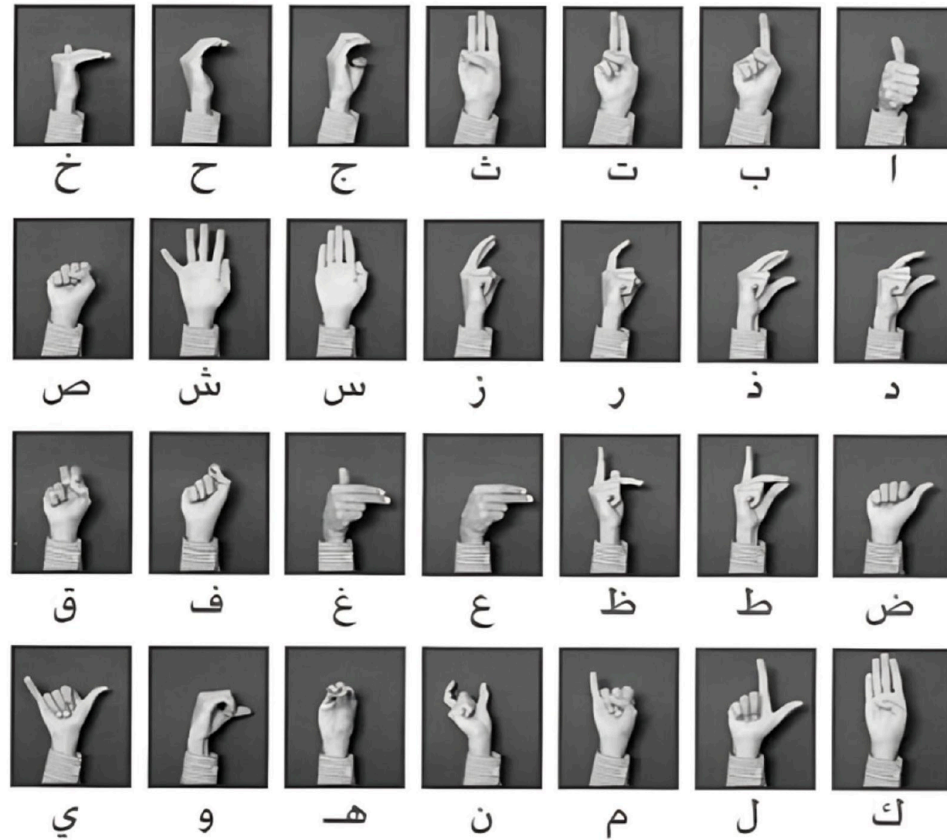 ا ب ت ث ج ح خ
د ذ ر ز س ش ص
ض ط ظ ع غ ف ق
ك ل م ن هـ و ي